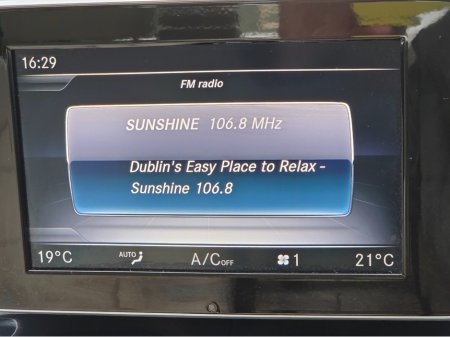 16:29
FM radio
SUNSHINE 106.8 MHz
Dublin's Easy Place to Relax -
Sunshine 106.8
19°C AUTO A/C OFF 1 21°C